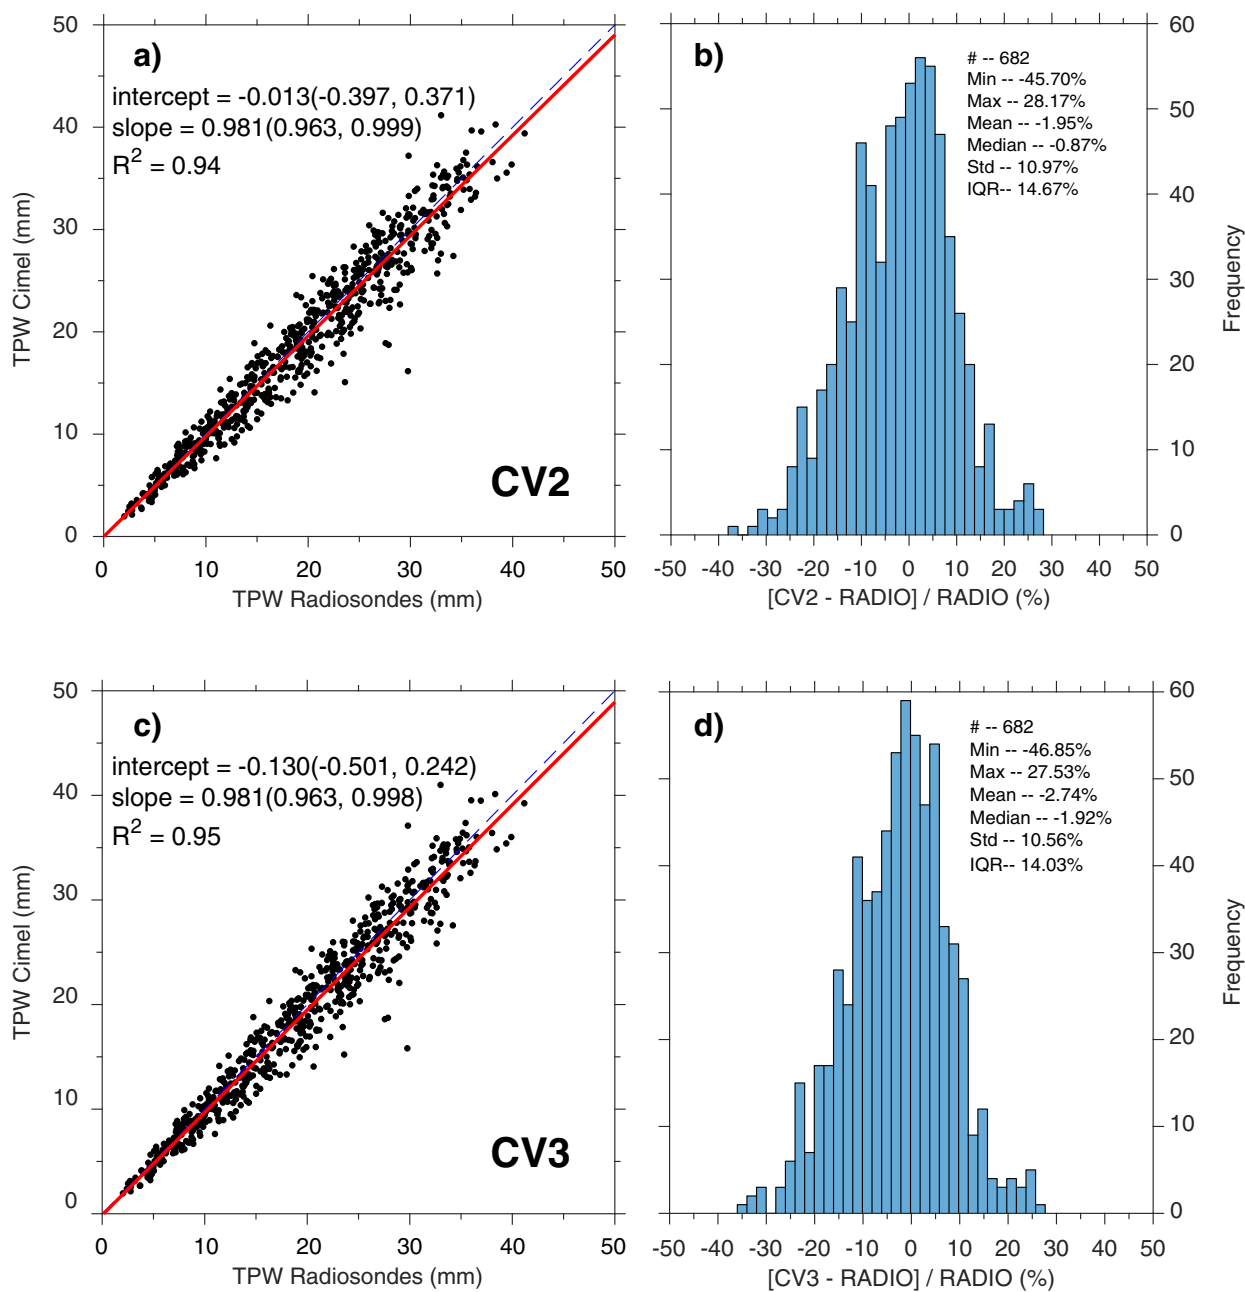 a)
intercept = -0.013(-0.397, 0.371)
slope = 0.981(0.963, 0.999)
R2 = 0.94
CV2
50
40
30
20
10
0
TPW Cimel (mm)
0 10 20 30 40 50
TPW Radiosondes (mm)
b)
# -- 682
Min -- -45.70%
Max -- 28.17%
Mean -- -1.95%
Median -- -0.87%
Std -- 10.97%
IQR-- 14.67%
60
50
40
30
20
10
0
Frequency
-50 -40 -30 -20 -10 0 10 20 30 40 50
[CV2 - RADIO] / RADIO (%)
c)
intercept = -0.130(-0.501, 0.242)
slope = 0.981(0.963, 0.998)
R2 = 0.95
CV3
50
40
30
20
10
0
TPW Cimel (mm)
0 10 20 30 40 50
TPW Radiosondes (mm)
d)
# -- 682
Min -- -46.85%
Max -- 27.53%
Mean -- -2.74%
Median -- -1.92%
Std -- 10.56%
IQR-- 14.03%
60
50
40
30
20
10
0
Frequency
-50 -40 -30 -20 -10 0 10 20 30 40 50
[CV3 - RADIO] / RADIO (%)